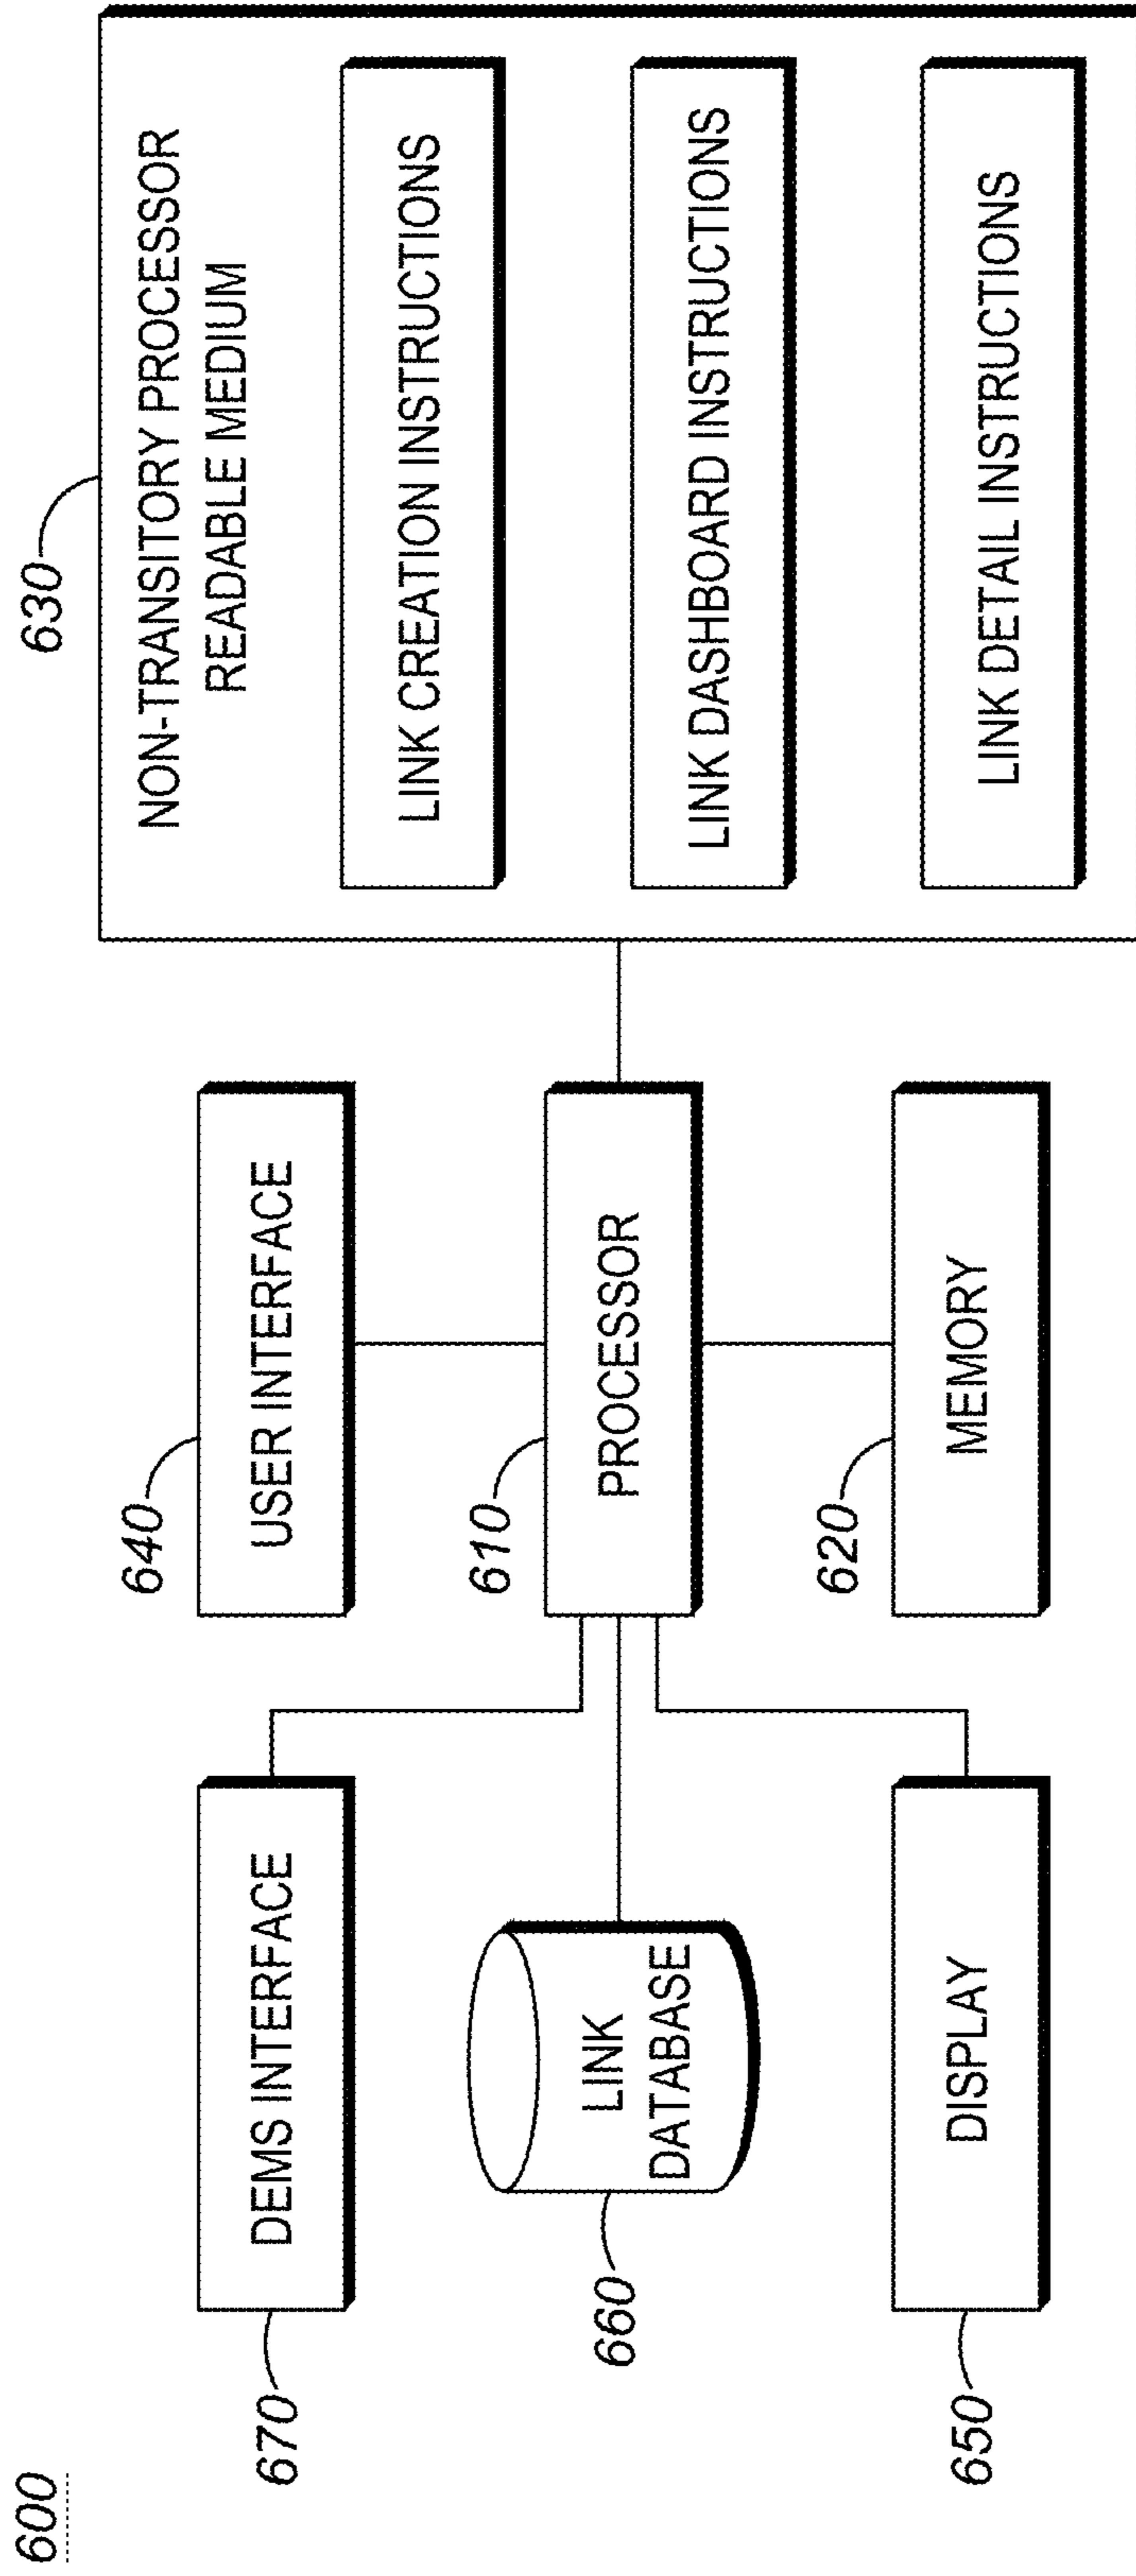 600
670
DEMS INTERFACE
640
USER INTERFACE
630
NON-TRANSITORY PROCESSOR
READABLE MEDIUM
LINK CREATION INSTRUCTIONS
660
LINK
DATABASE
610
PROCESSOR
LINK DASHBOARD INSTRUCTIONS
650
DISPLAY
620
MEMORY
LINK DETAIL INSTRUCTIONS